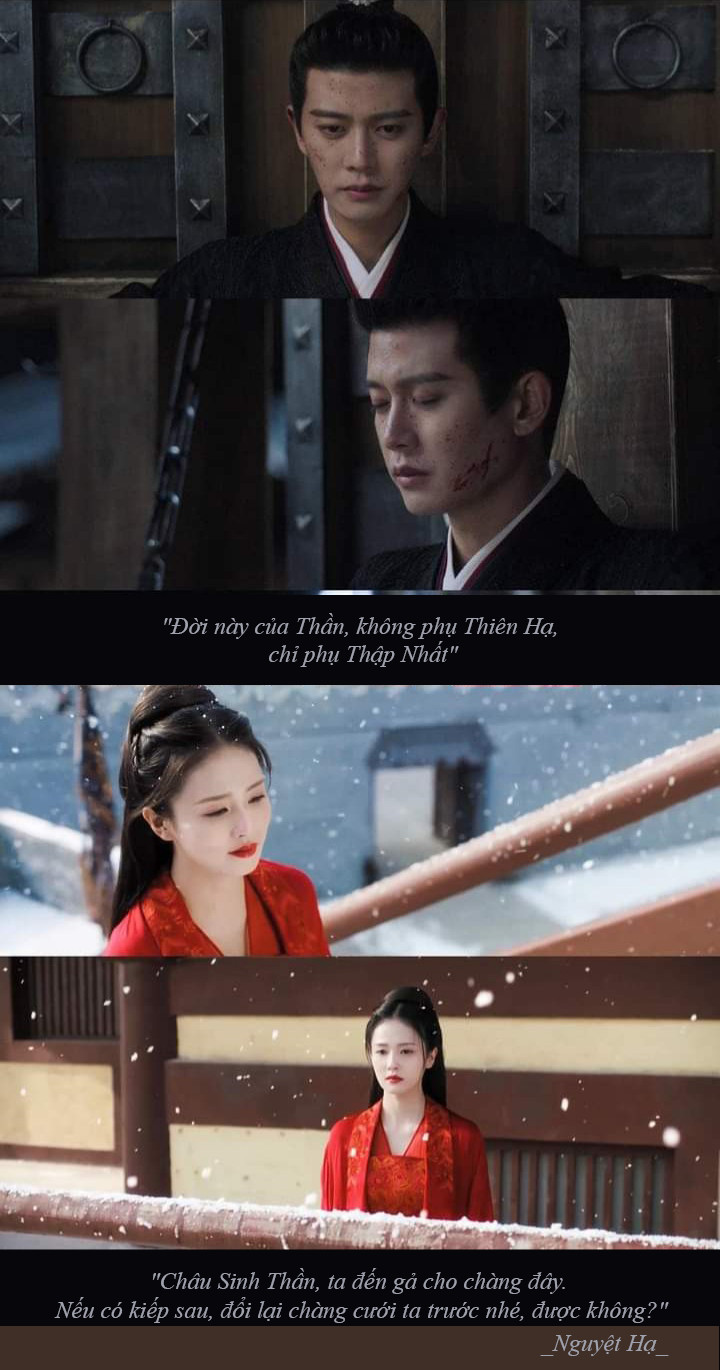 "Đời này của Thần, không phụ Thiên Hạ,
chỉ phụ Thập Nhất"
"Châu Sinh Thần, ta đến gả cho chàng đây.
Nếu có kiếp sau, đổi lại chàng cưới ta trước nhé, được không?"
_Nguyệt Hạ_